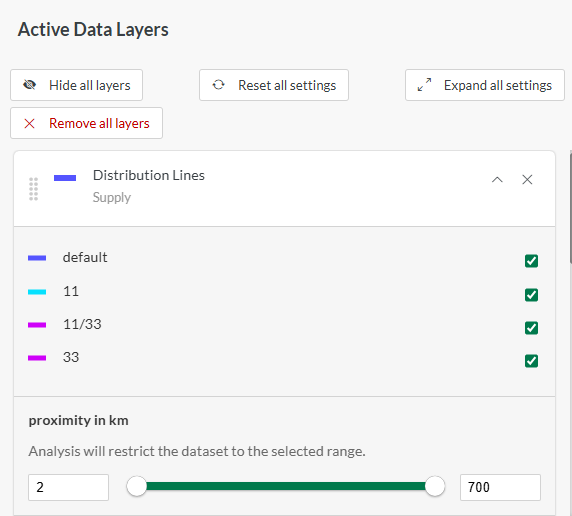 Active Data Layers
Hide all layers
Reset all settings
Expand all settings
Remove all layers
Distribution Lines
Supply
default
11
11/33
33
proximity in km
Analysis will restrict the dataset to the selected range.
2
700